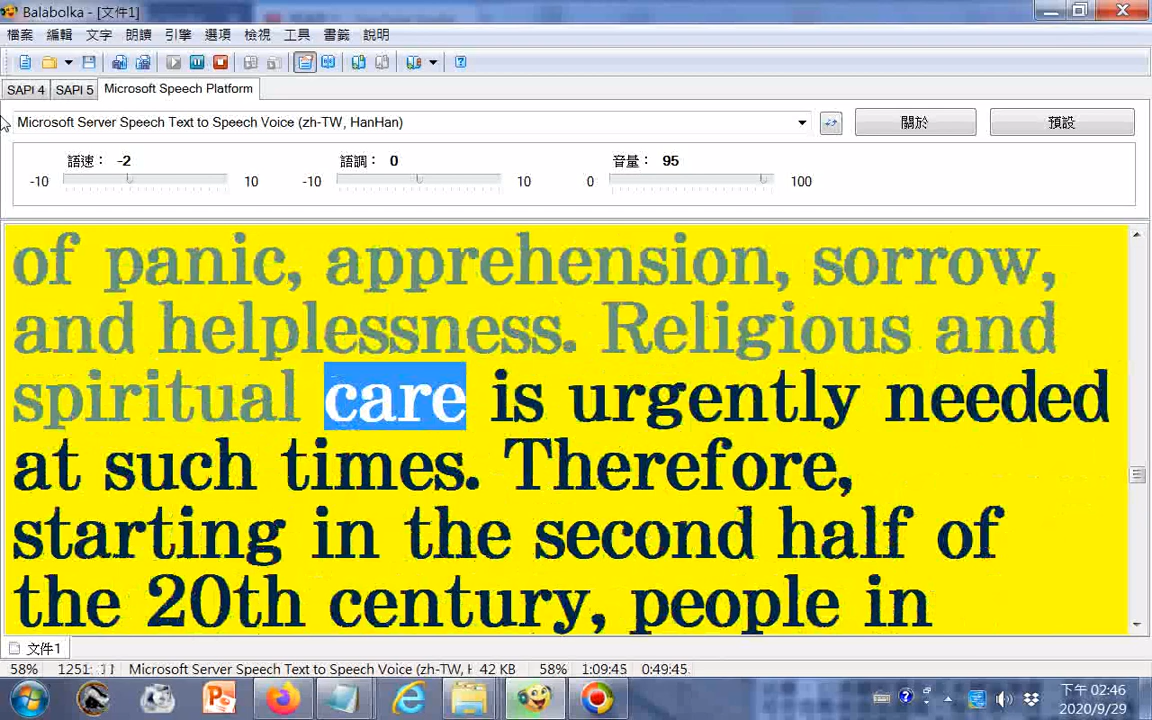 Balabolka - [文件1]
檔案 編輯 文字 朗讀 引擎 選項 檢視 工具 書籤 說明
SAPI 4 SAPI 5 Microsoft Speech Platform
Microsoft Server Speech Text to Speech Voice (zh-TW, HanHan) 關於 預設
語速： -2 語調： 0 音量： 95
-10 10 -10 10 0 100
of panic, apprehension, sorrow,
and helplessness. Religious and
spiritual care is urgently needed
at such times. Therefore,
starting in the second half of
the 20th century, people in
文件1
58% Microsoft Server Speech Text to Speech Voice (zh-TW, 42 KB 58% 1:09:45 0:49:45
下午 02:46
2020/9/29